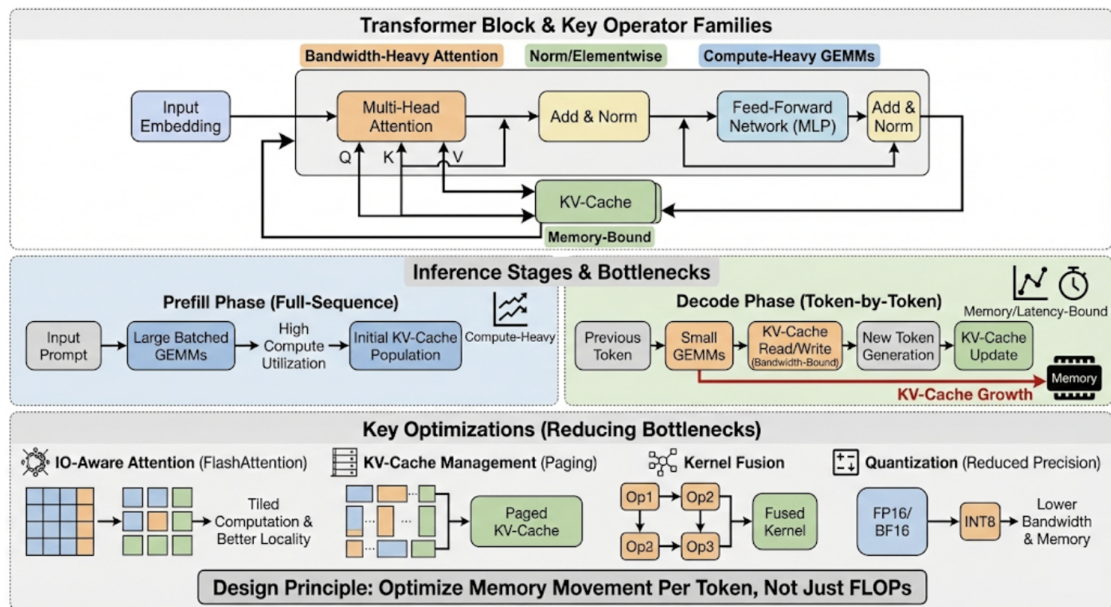 Transformer Block & Key Operator Families
Bandwidth-Heavy Attention
Norm/Elementwise
Compute-Heavy GEMMs
Input
Embedding
Multi-Head
Attention
Add & Norm
Feed-Forward
Network (MLP)
Add &
Norm
Q
K
V
KV-Cache
Memory-Bound
Inference Stages & Bottlenecks
Prefill Phase (Full-Sequence)
Compute-Heavy
Input
Prompt
Large Batched
GEMMs
High
Compute
Utilization
Initial KV-Cache
Population
Decode Phase (Token-by-Token)
Memory/Latency-Bound
Previous
Token
Small
GEMMs
KV-Cache
Read/Write
(Bandwidth-Bound)
New Token
Generation
KV-Cache
Update
KV-Cache Growth
Memory
Key Optimizations (Reducing Bottlenecks)
IO-Aware Attention (FlashAttention)
Tiled
Computation &
Better Locality
KV-Cache Management (Paging)
Paged
KV-Cache
Kernel Fusion
Op1
Op2
Op2
Op3
Fused
Kernel
Quantization (Reduced Precision)
FP16/
BF16
INT8
Lower
Bandwidth
& Memory
Design Principle: Optimize Memory Movement Per Token, Not Just FLOPs